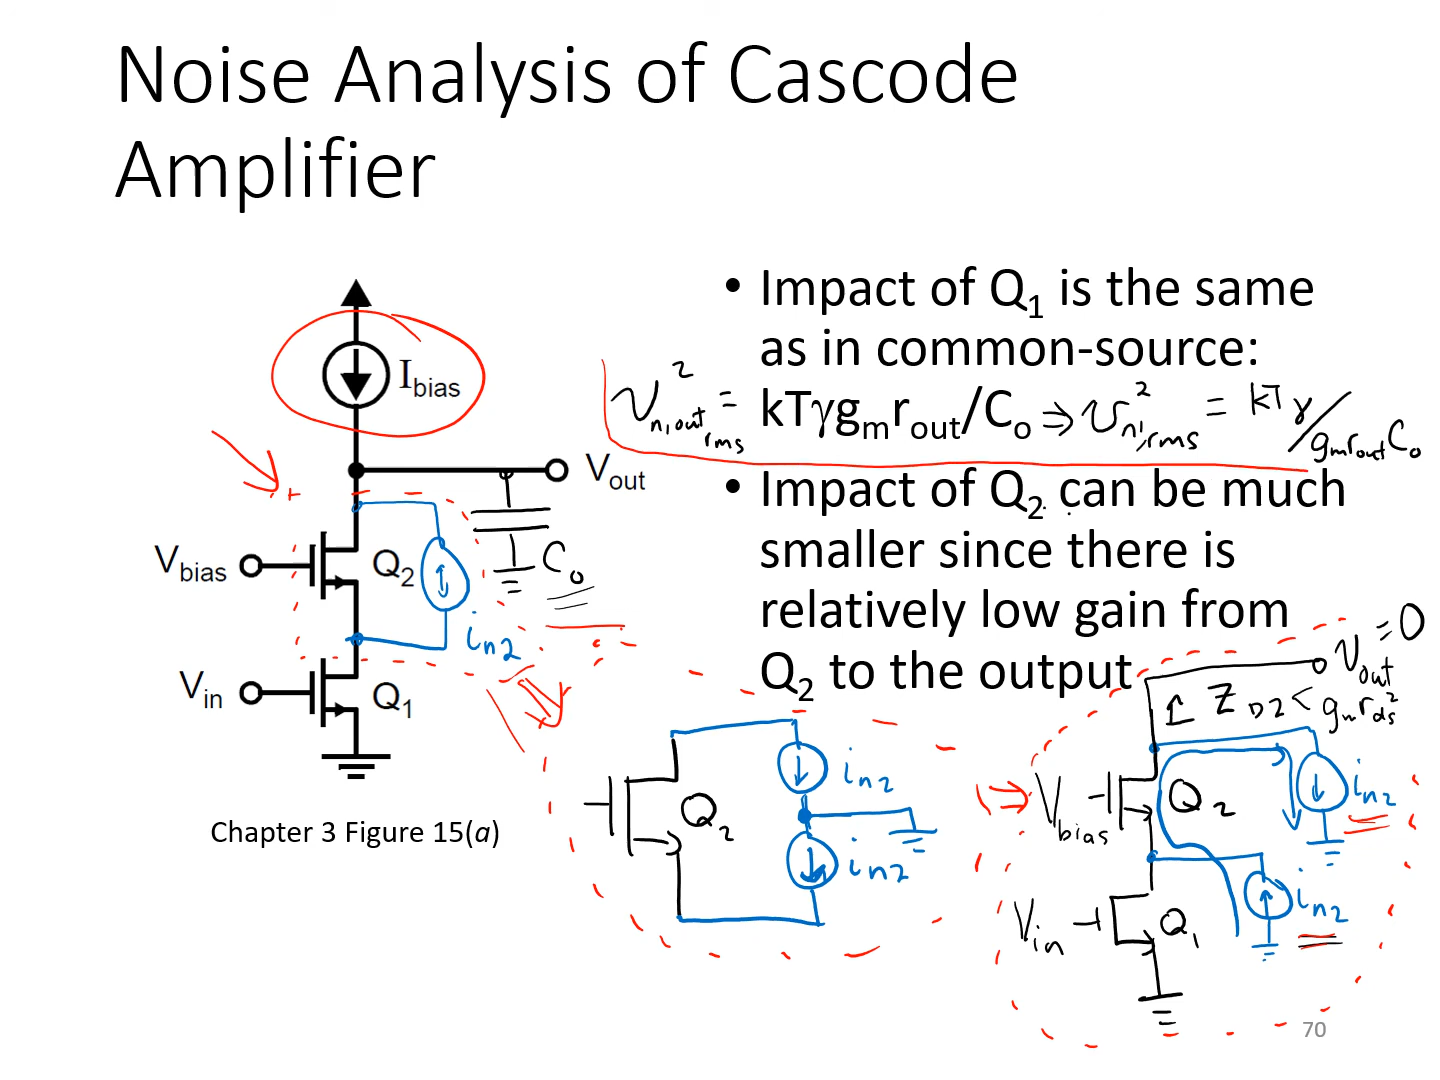 Noise Analysis of Cascode
Amplifier
• Impact of Q₁ is the same
as in common-source:
v²n,out rms = kTγgₘrₒᵤₜ/Cₒ ⇒ v²n',rms = kTγ/gₘrₒᵤₜCₒ
• Impact of Q₂ can be much
smaller since there is
relatively low gain from
Q₂ to the output
Ibias
Vout
Vbias
Q₂
Cₒ
in2
Vin
Q₁
Chapter 3 Figure 15(a)
Q₂
in2
in2
Vout = 0
ZD2 < gₘrds²
Vbias
Q₂
in2
in2
Vin
Q₁
70